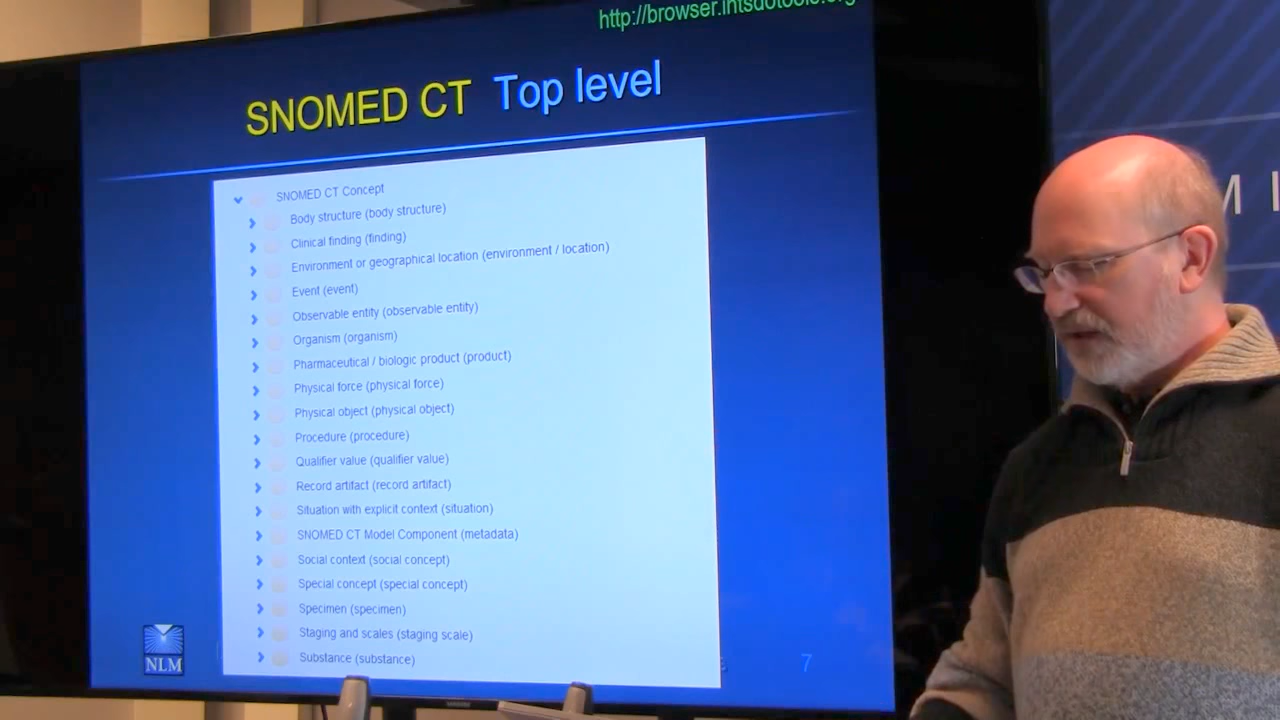 http://browser.ihtsdotools.org
SNOMED CT Top level
SNOMED CT Concept
Body structure (body structure)
Clinical finding (finding)
Environment or geographical location (environment / location)
Event (event)
Observable entity (observable entity)
Organism (organism)
Pharmaceutical / biologic product (product)
Physical force (physical force)
Physical object (physical object)
Procedure (procedure)
Qualifier value (qualifier value)
Record artifact (record artifact)
Situation with explicit context (situation)
SNOMED CT Model Component (metadata)
Social context (social concept)
Special concept (special concept)
Specimen (specimen)
Staging and scales (staging scale)
Substance (substance)
NLM
7
M I